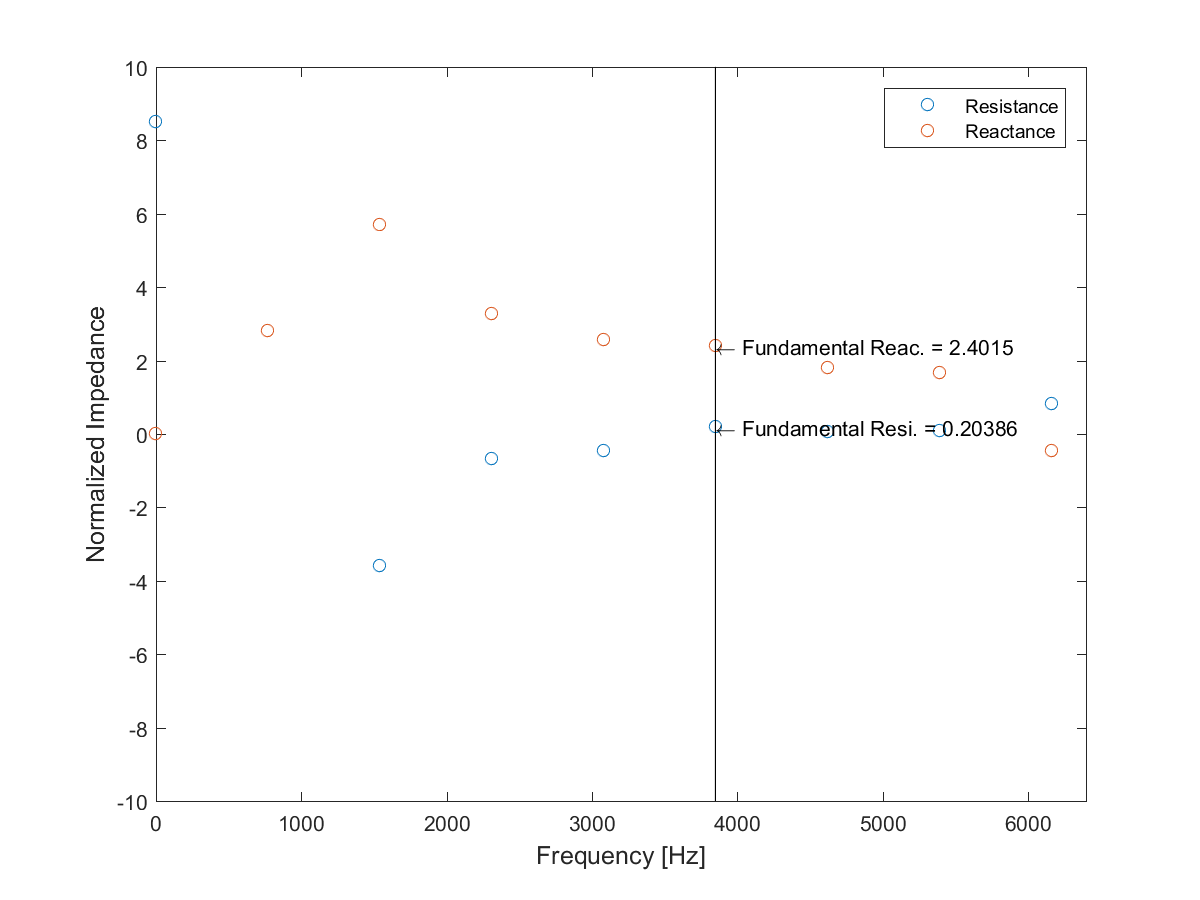 10
8
6
4
2
0
-2
-4
-6
-8
-10
Normalized Impedance
Resistance
Reactance
← Fundamental Reac. = 2.4015
← Fundamental Resi. = 0.20386
0 1000 2000 3000 4000 5000 6000
Frequency [Hz]